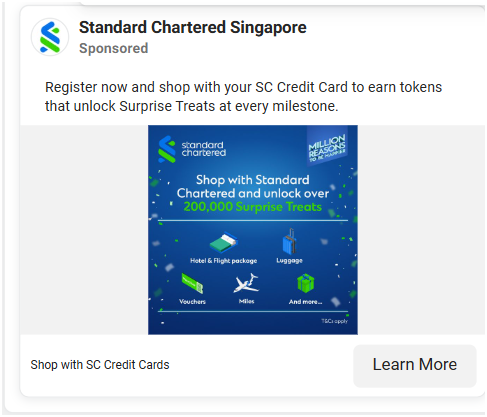 Standard Chartered Singapore
Sponsored
Register now and shop with your SC Credit Card to earn tokens
that unlock Surprise Treats at every milestone.
standard
chartered
MILLION
REASONS
TO BE HAPPIER
Shop with Standard
Chartered and unlock over
200,000 Surprise Treats
Hotel & Flight package
Luggage
Vouchers
Miles
And more...
T&Cs apply
Shop with SC Credit Cards
Learn More